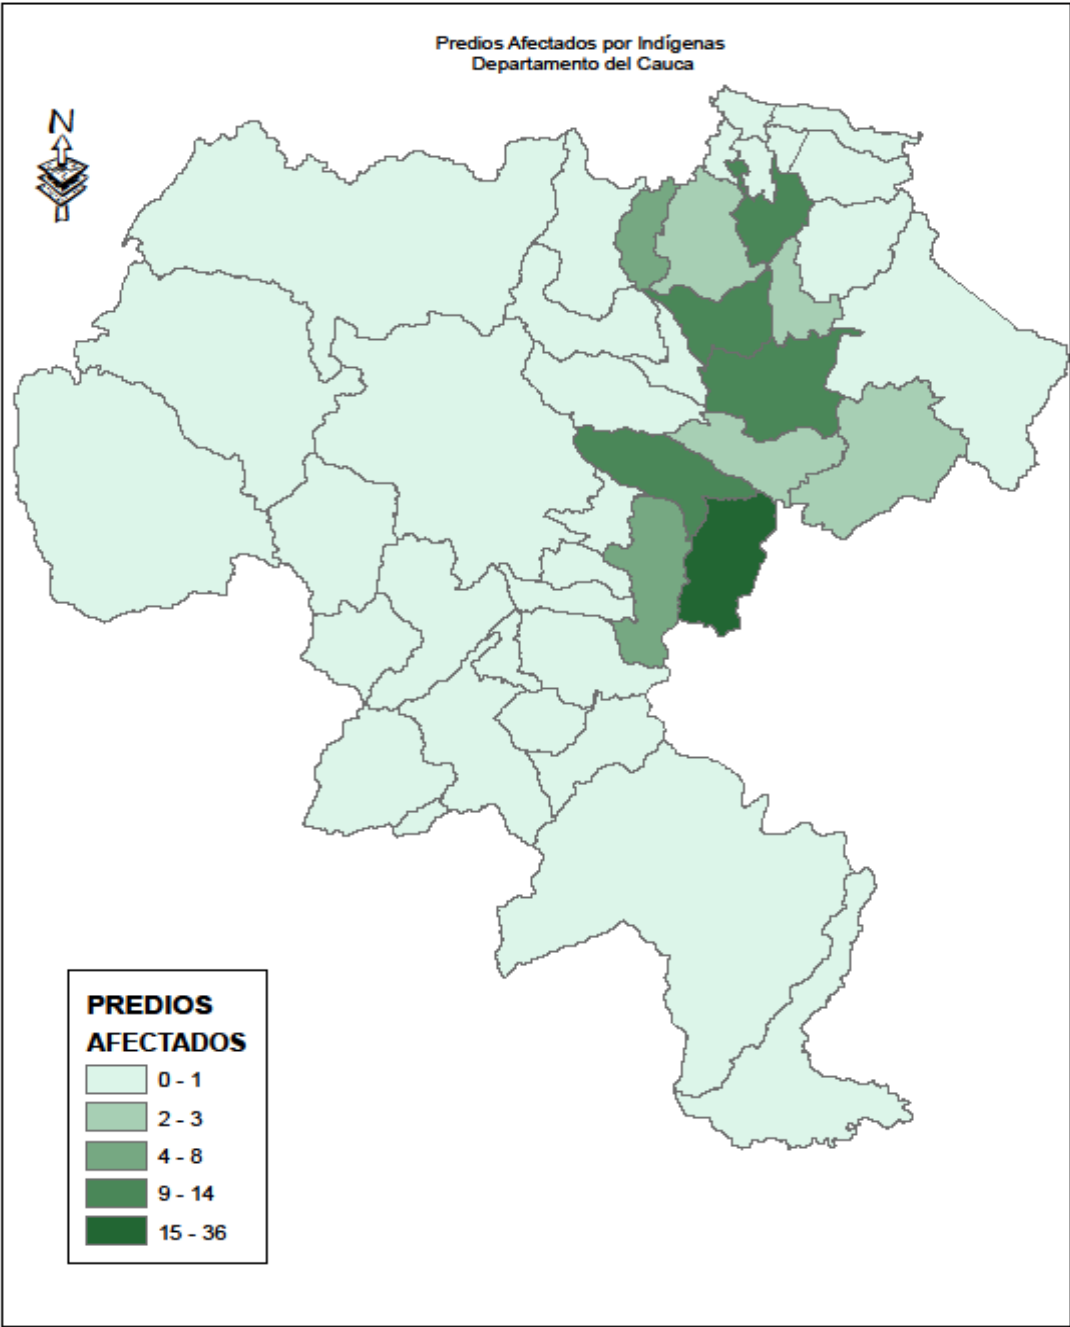 Predios Afectados por Indígenas
Departamento del Cauca
N
PREDIOS
AFECTADOS
0 - 1
2 - 3
4 - 8
9 - 14
15 - 36